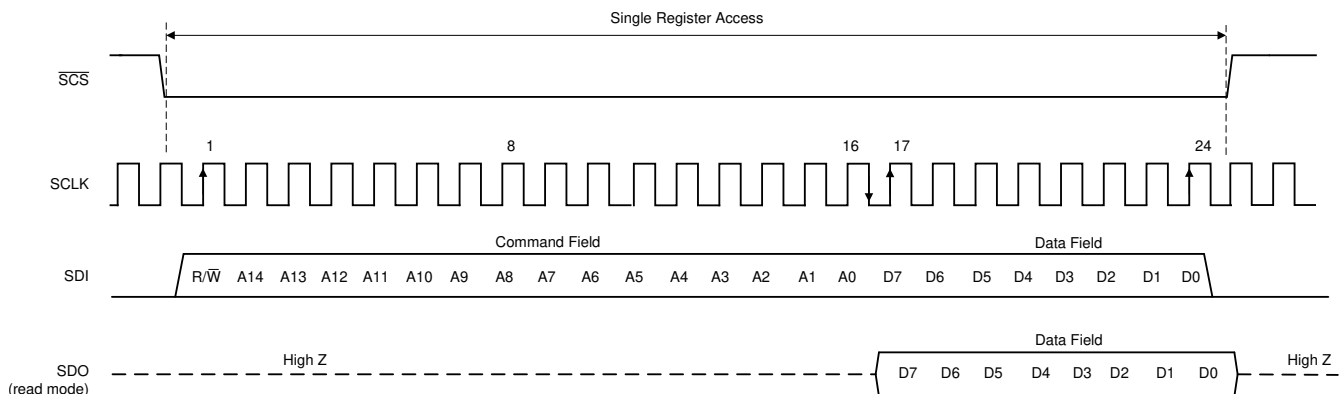 Single Register Access
SCS
1 8 16 17 24
SCLK
Command Field Data Field
SDI R/W A14 A13 A12 A11 A10 A9 A8 A7 A6 A5 A4 A3 A2 A1 A0 D7 D6 D5 D4 D3 D2 D1 D0
Data Field
High Z High Z
SDO D7 D6 D5 D4 D3 D2 D1 D0
(read mode)